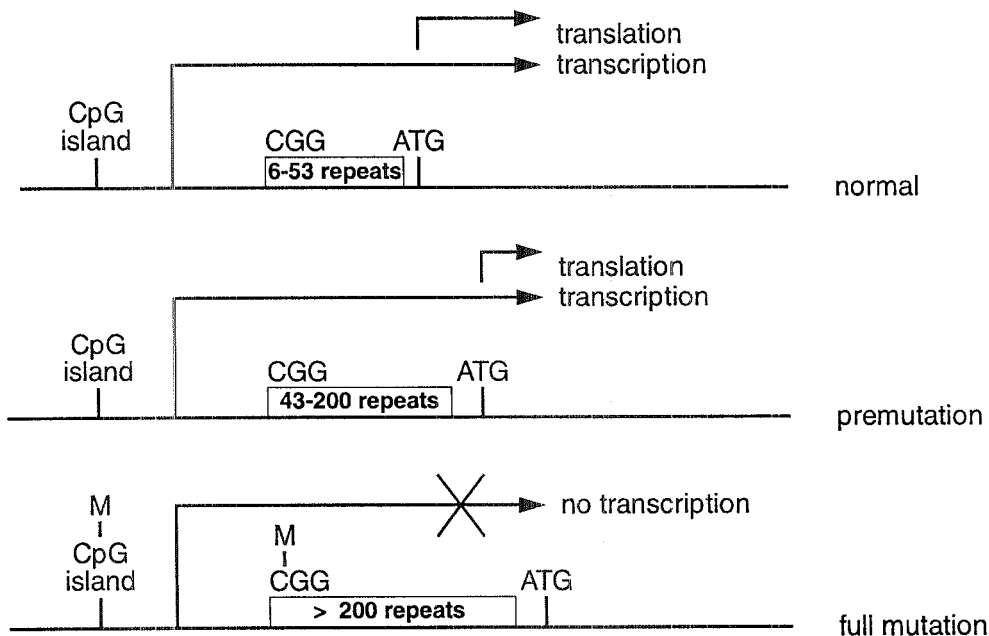 translation
transcription
CpG
island
CGG
ATG
6-53 repeats
normal
translation
transcription
CpG
island
CGG
ATG
43-200 repeats
premutation
M
CpG
island
no transcription
M
CGG
ATG
> 200 repeats
full mutation